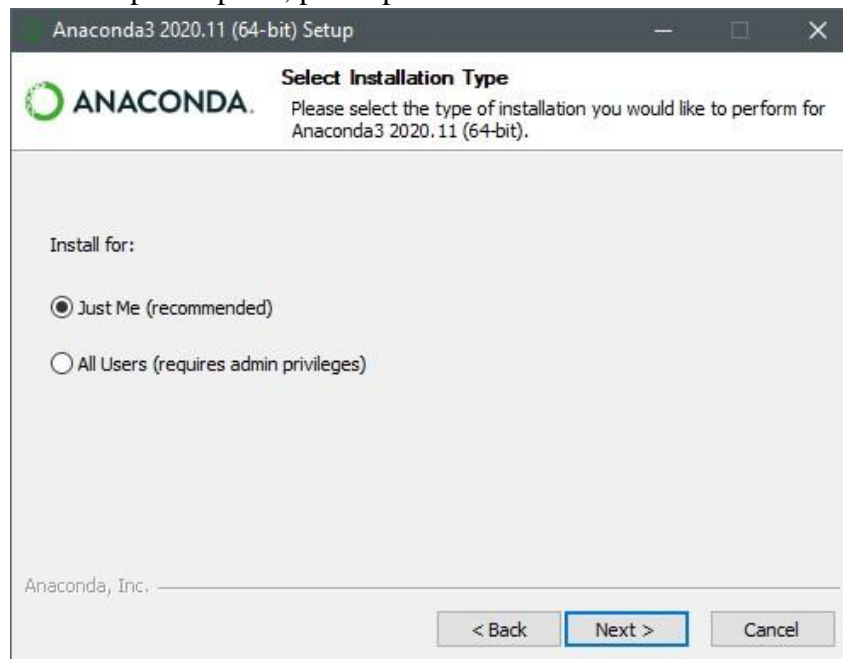 Anaconda3 2020.11 (64-bit) Setup
ANACONDA.
Select Installation Type
Please select the type of installation you would like to perform for
Anaconda3 2020.11 (64-bit).
Install for:
Just Me (recommended)
All Users (requires admin privileges)
Anaconda, Inc.
< Back
Next >
Cancel